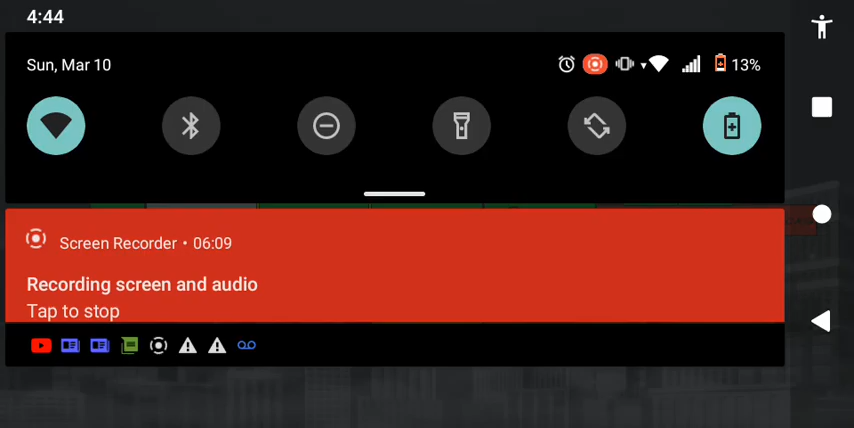 4:44
Sun, Mar 10
13%
Screen Recorder • 06:09
Recording screen and audio
Tap to stop